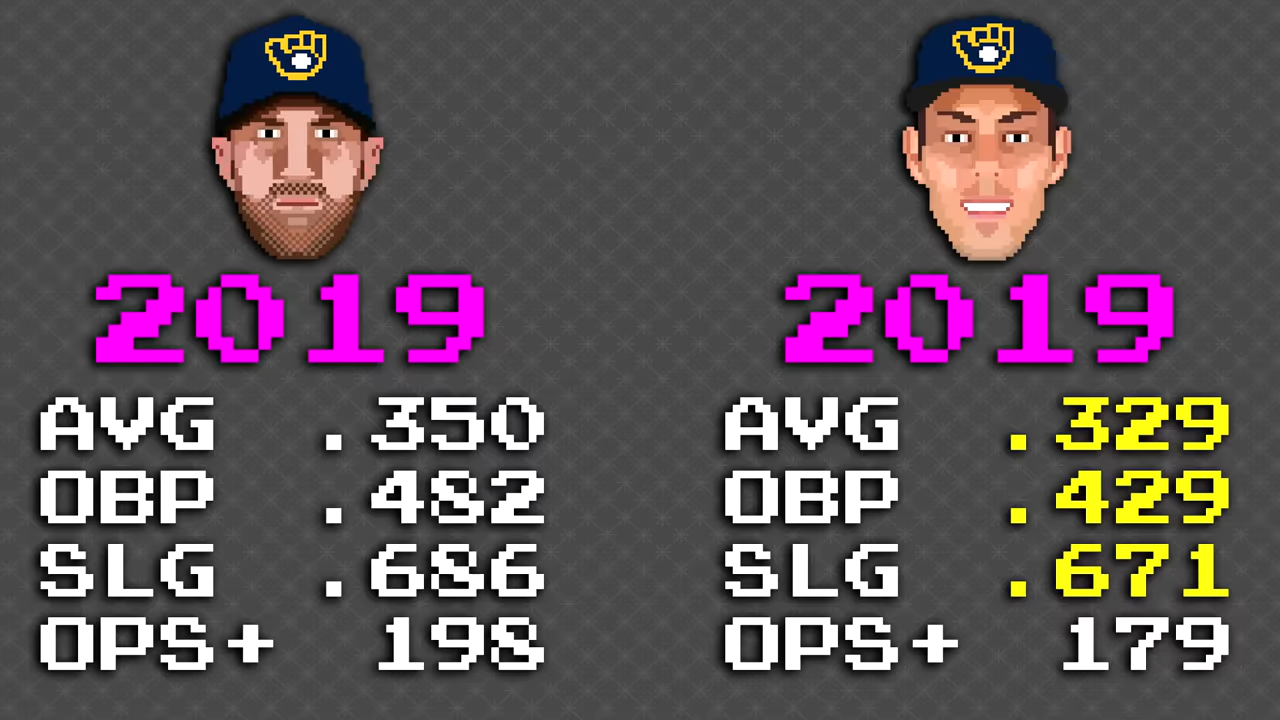 2019
AVG .350
OBP .482
SLG .686
OPS+ 198
2019
AVG .329
OBP .429
SLG .671
OPS+ 179